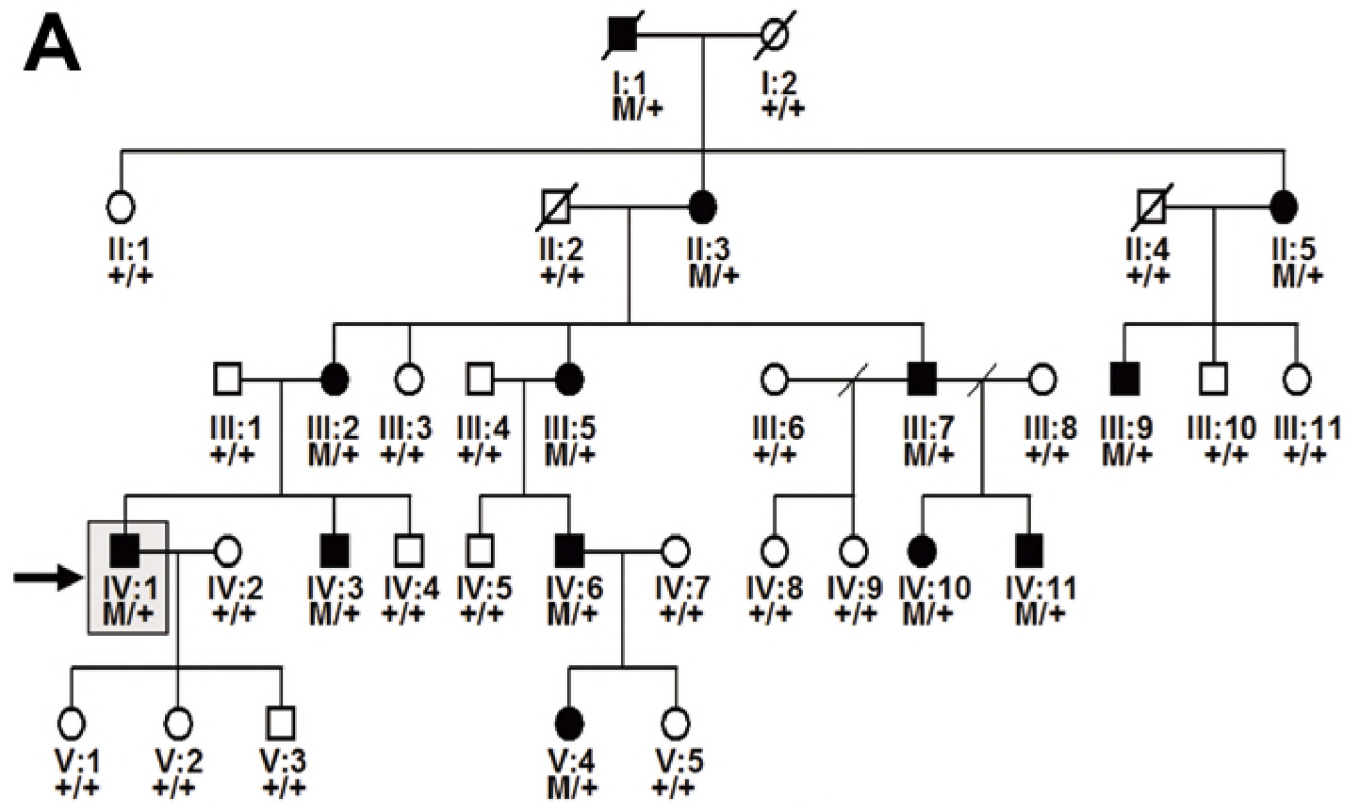 A
I:1 I:2
M/+ +/+
II:1 II:2 II:3 II:4 II:5
+/+ +/+ M/+ +/+ M/+
III:1 III:2 III:3 III:4 III:5 III:6 III:7 III:8 III:9 III:10 III:11
+/+ M/+ +/+ +/+ M/+ +/+ M/+ +/+ M/+ +/+ +/+
IV:1 IV:2 IV:3 IV:4 IV:5 IV:6 IV:7 IV:8 IV:9 IV:10 IV:11
M/+ +/+ M/+ +/+ +/+ M/+ +/+ +/+ +/+ M/+ M/+
V:1 V:2 V:3 V:4 V:5
+/+ +/+ +/+ M/+ +/+